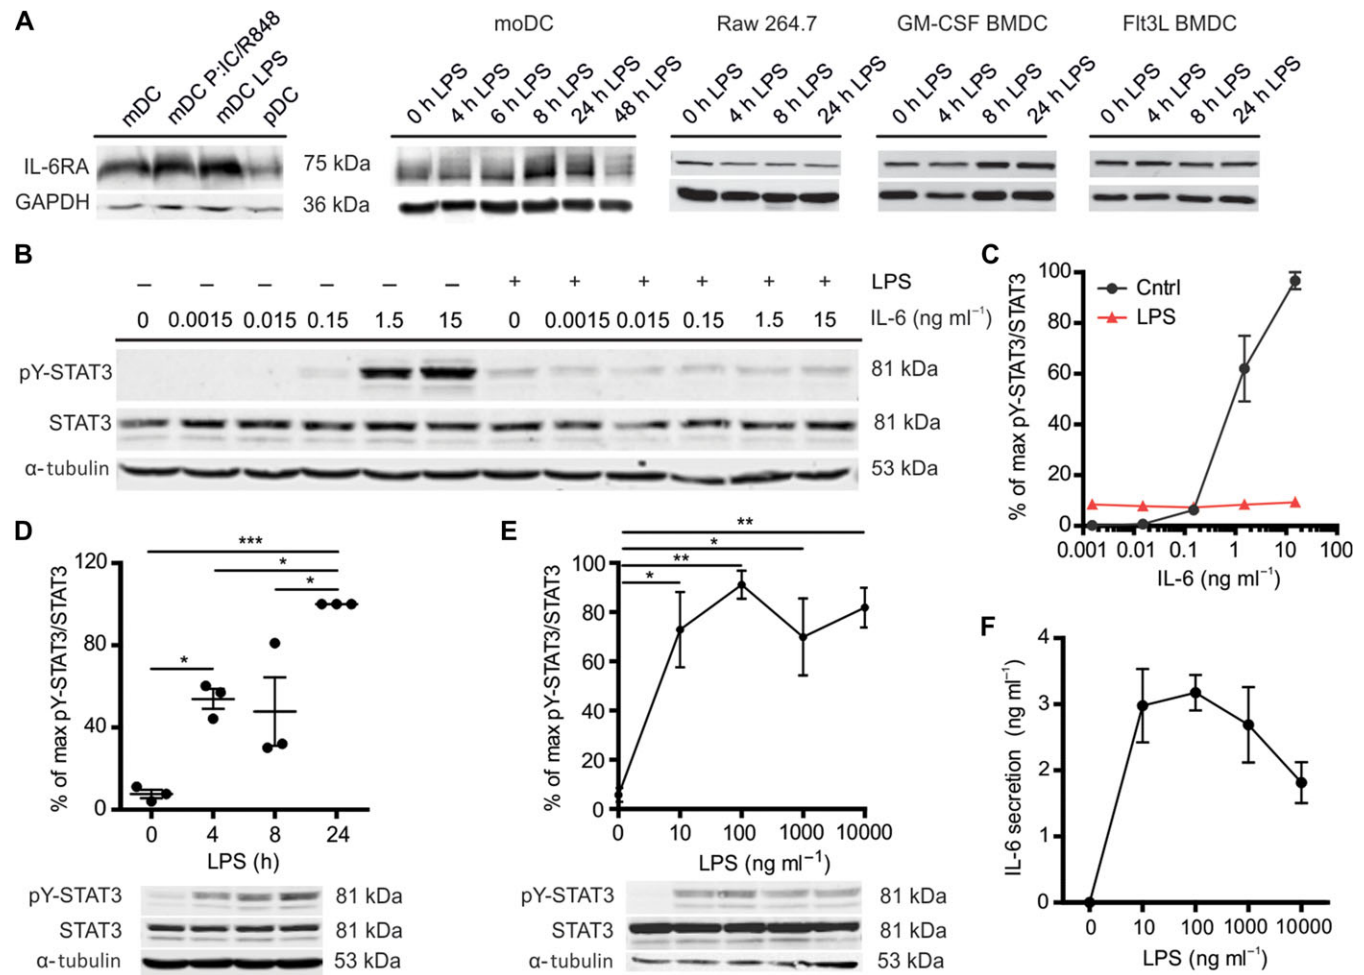 A
moDC
Raw 264.7
GM-CSF BMDC
Flt3L BMDC
mDC
mDC P:IC/R848
mDC LPS
pDC
0 h LPS
4 h LPS
6 h LPS
8 h LPS
24 h LPS
48 h LPS
0 h LPS
4 h LPS
8 h LPS
24 h LPS
0 h LPS
4 h LPS
8 h LPS
24 h LPS
0 h LPS
4 h LPS
8 h LPS
24 h LPS
IL-6RA
75 kDa
GAPDH
36 kDa
B
– – – – – – + + + + + + LPS
0 0.0015 0.015 0.15 1.5 15 0 0.0015 0.015 0.15 1.5 15 IL-6 (ng ml⁻¹)
pY-STAT3 81 kDa
STAT3 81 kDa
α-tubulin 53 kDa
C
% of max pY-STAT3/STAT3
100
80
60
40
20
0
Cntrl
LPS
0.001 0.01 0.1 1 10 100
IL-6 (ng ml⁻¹)
D
% of max pY-STAT3/STAT3
120
80
40
0
***
*
*
*
0 4 8 24
LPS (h)
pY-STAT3 81 kDa
STAT3 81 kDa
α-tubulin 53 kDa
E
% of max pY-STAT3/STAT3
100
80
60
40
20
0
**
*
**
*
0 10 100 1000 10000
LPS (ng ml⁻¹)
pY-STAT3 81 kDa
STAT3 81 kDa
α-tubulin 53 kDa
F
IL-6 secretion (ng ml⁻¹)
4
3
2
1
0
0 10 100 1000 10000
LPS (ng ml⁻¹)